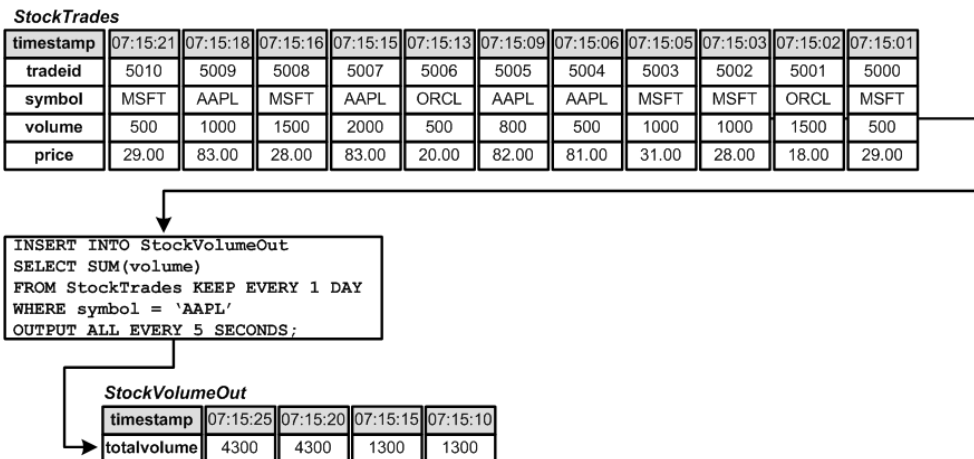 StockTrades
timestamp 07:15:21 07:15:18 07:15:16 07:15:15 07:15:13 07:15:09 07:15:06 07:15:05 07:15:03 07:15:02 07:15:01
tradeid 5010 5009 5008 5007 5006 5005 5004 5003 5002 5001 5000
symbol MSFT AAPL MSFT AAPL ORCL AAPL AAPL MSFT MSFT ORCL MSFT
volume 500 1000 1500 2000 500 800 500 1000 1000 1500 500
price 29.00 83.00 28.00 83.00 20.00 82.00 81.00 31.00 28.00 18.00 29.00
INSERT INTO StockVolumeOut
SELECT SUM(volume)
FROM StockTrades KEEP EVERY 1 DAY
WHERE symbol = ‘AAPL’
OUTPUT ALL EVERY 5 SECONDS;
StockVolumeOut
timestamp 07:15:25 07:15:20 07:15:15 07:15:10
totalvolume 4300 4300 1300 1300